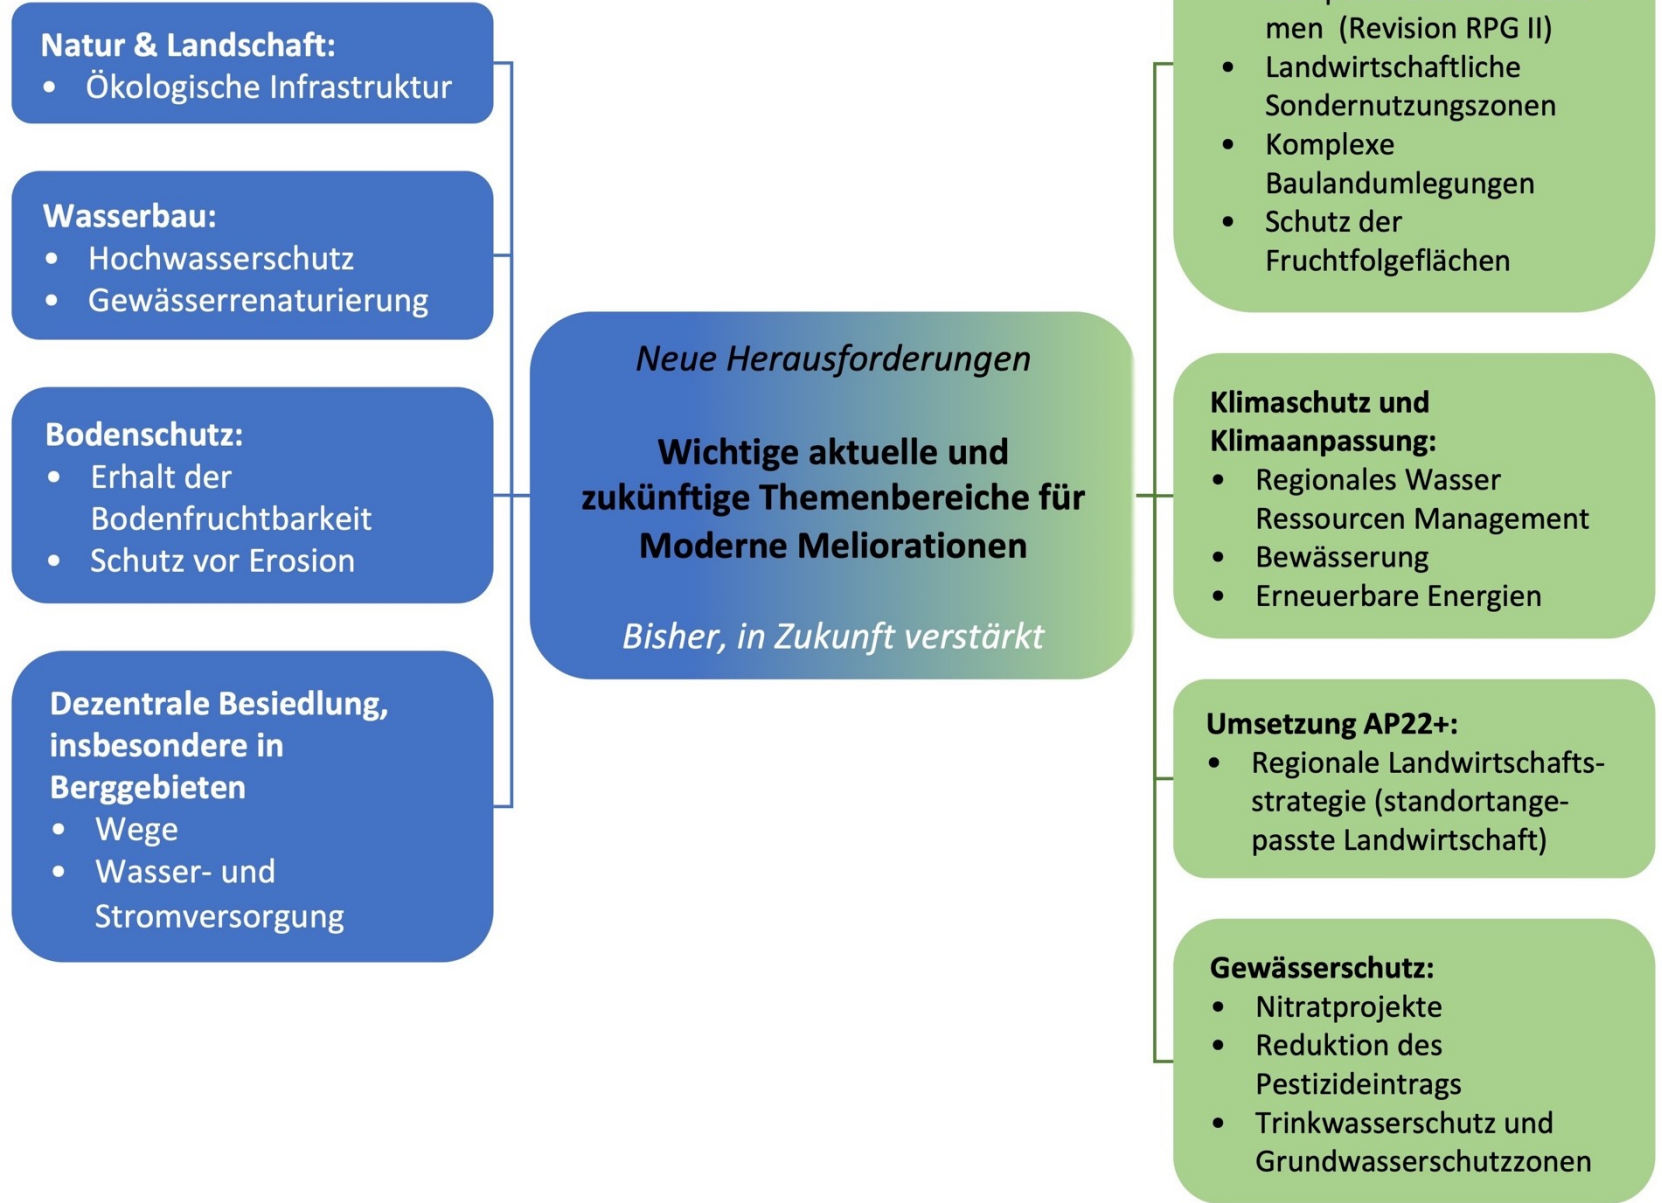 Natur & Landschaft:
• Ökologische Infrastruktur
Wasserbau:
• Hochwasserschutz
• Gewässerrenaturierung
Bodenschutz:
• Erhalt der
Bodenfruchtbarkeit
• Schutz vor Erosion
Dezentrale Besiedlung,
insbesondere in
Berggebieten
• Wege
• Wasser- und
Stromversorgung
Neue Herausforderungen
Wichtige aktuelle und
zukünftige Themenbereiche für
Moderne Meliorationen
Bisher, in Zukunft verstärkt
men (Revision RPG II)
• Landwirtschaftliche
Sondernutzungszonen
• Komplexe
Baulandumlegungen
• Schutz der
Fruchtfolgeflächen
Klimaschutz und
Klimaanpassung:
• Regionales Wasser
Ressourcen Management
• Bewässerung
• Erneuerbare Energien
Umsetzung AP22+:
• Regionale Landwirtschafts-
strategie (standortange-
passte Landwirtschaft)
Gewässerschutz:
• Nitratprojekte
• Reduktion des
Pestizideintrags
• Trinkwasserschutz und
Grundwasserschutzzonen